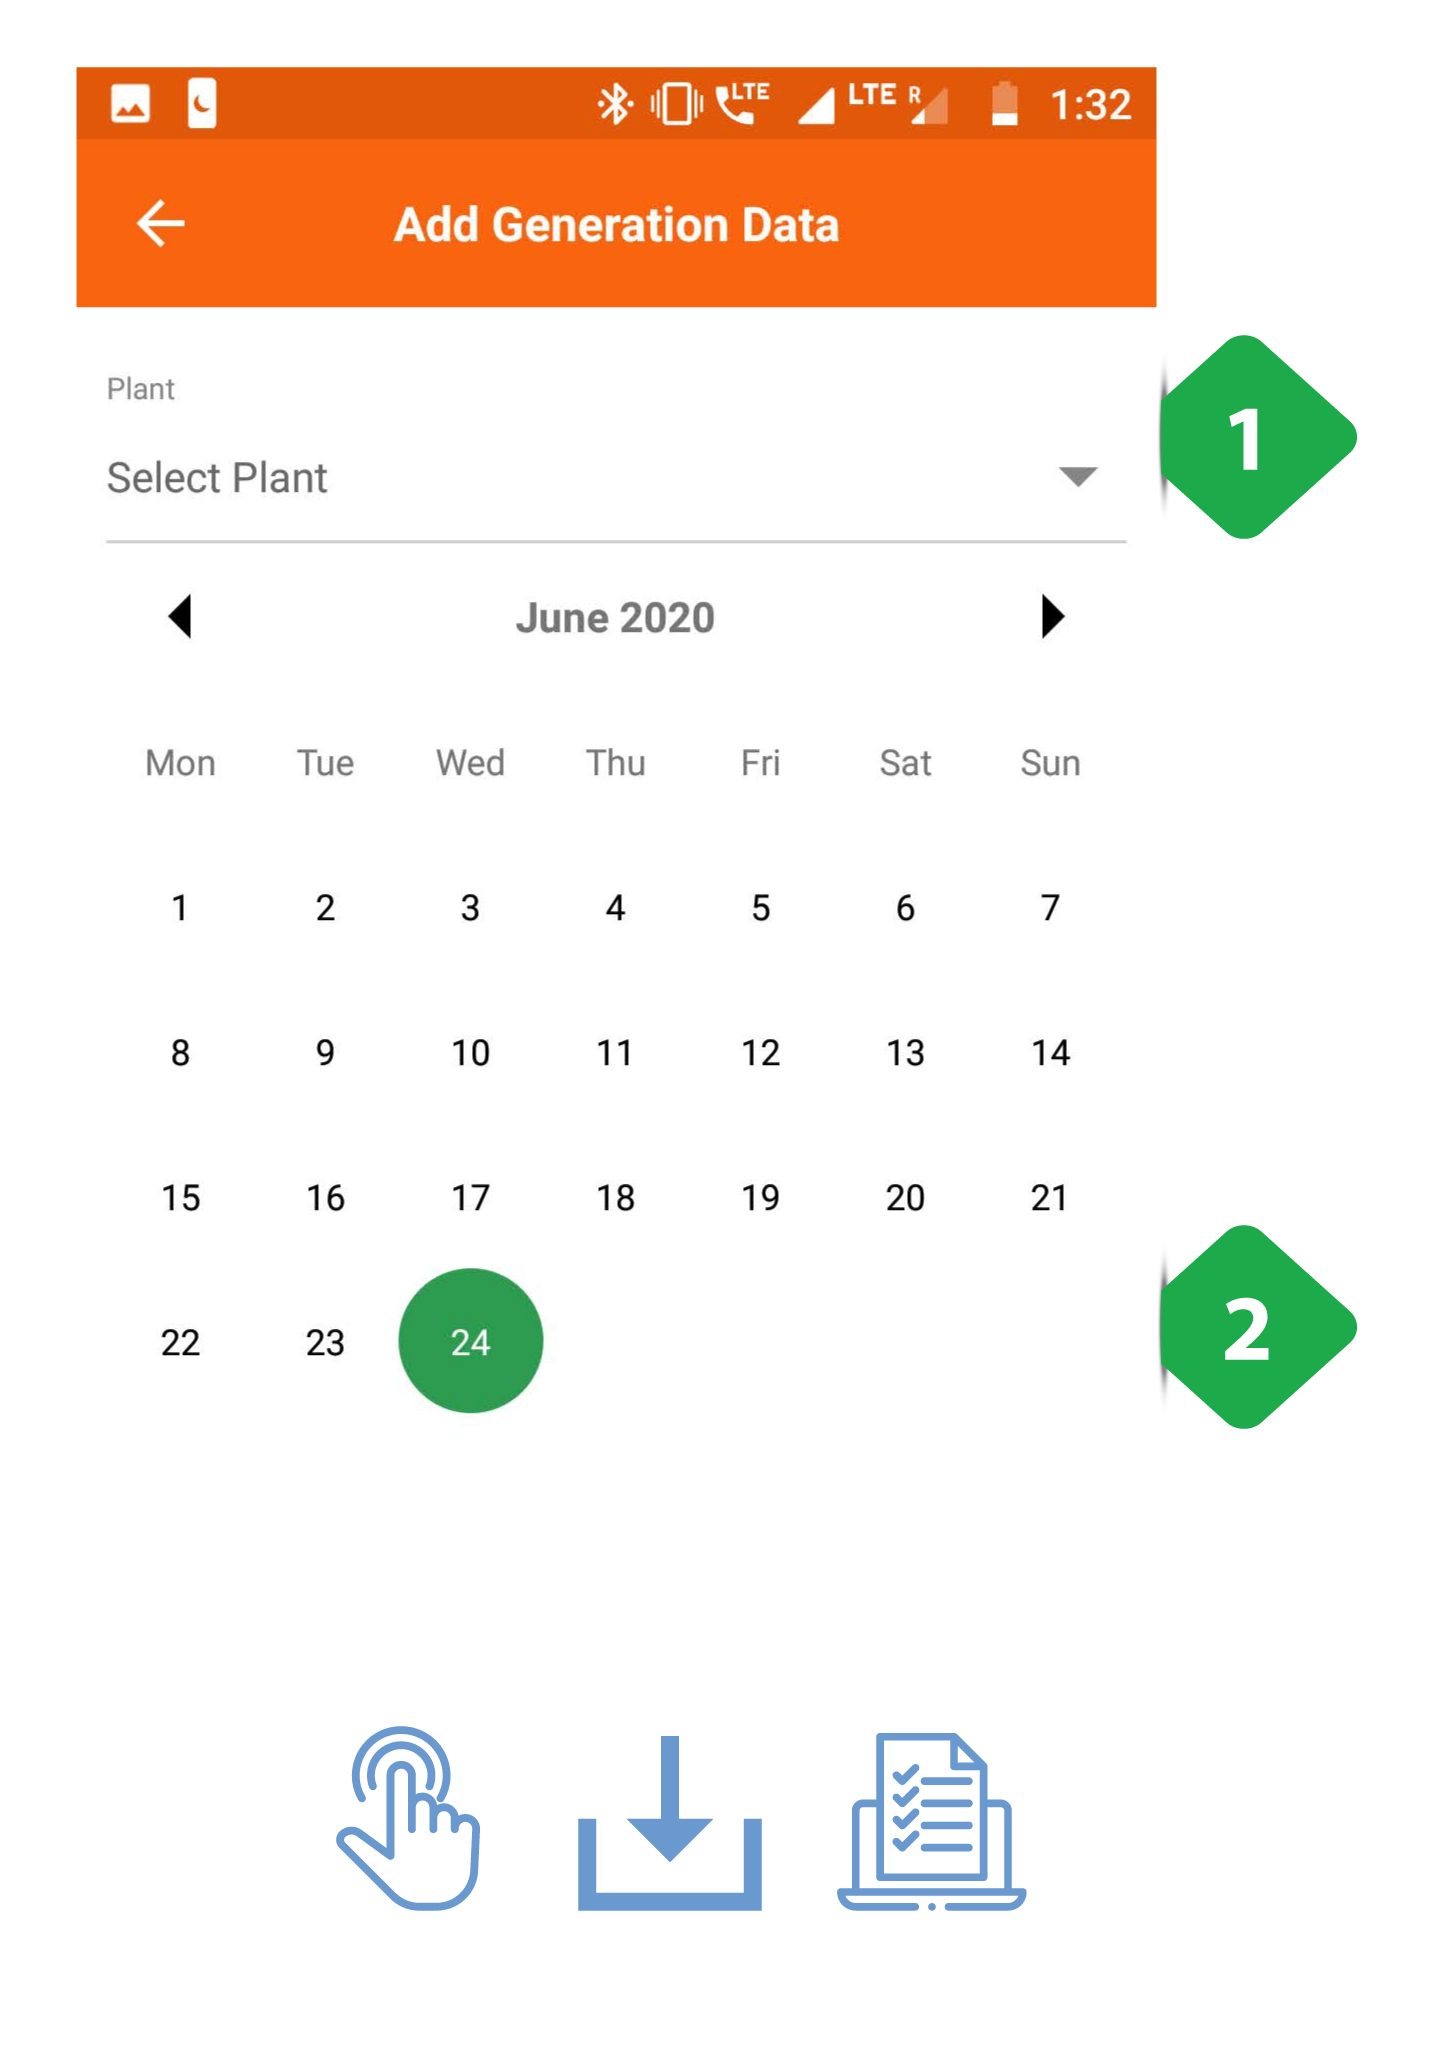 LTE LTE R 1:32
Add Generation Data
Plant
1
Select Plant
June 2020
Mon Tue Wed Thu Fri Sat Sun
1 2 3 4 5 6 7
8 9 10 11 12 13 14
15 16 17 18 19 20 21
22 23 24
2